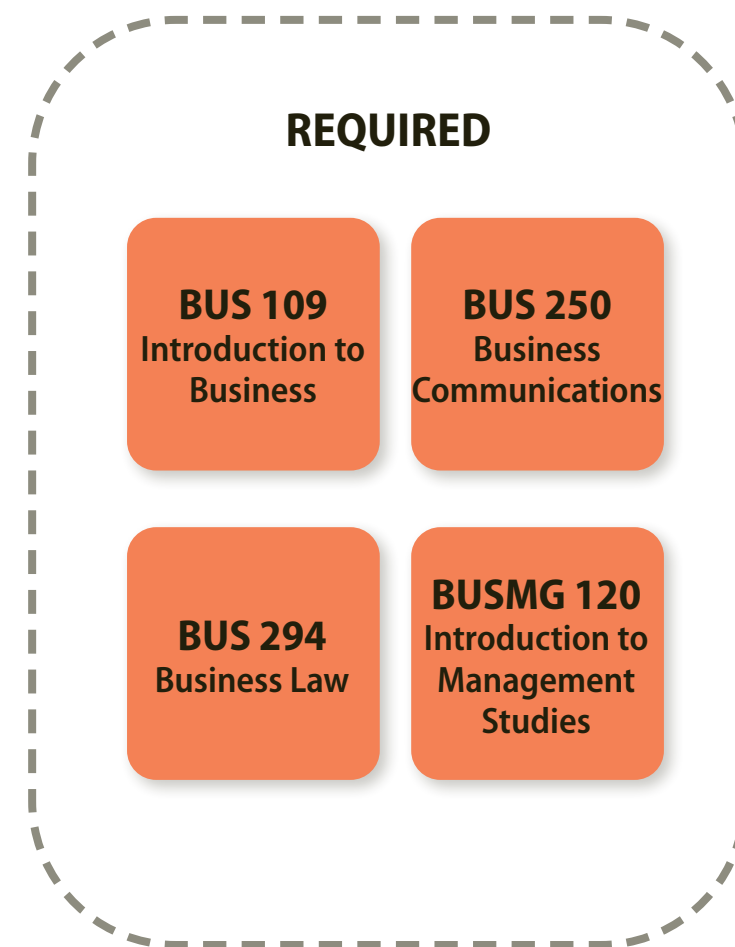 REQUIRED
BUS 109
Introduction to
Business
BUS 250
Business
Communications
BUS 294
Business Law
BUSMG 120
Introduction to
Management
Studies